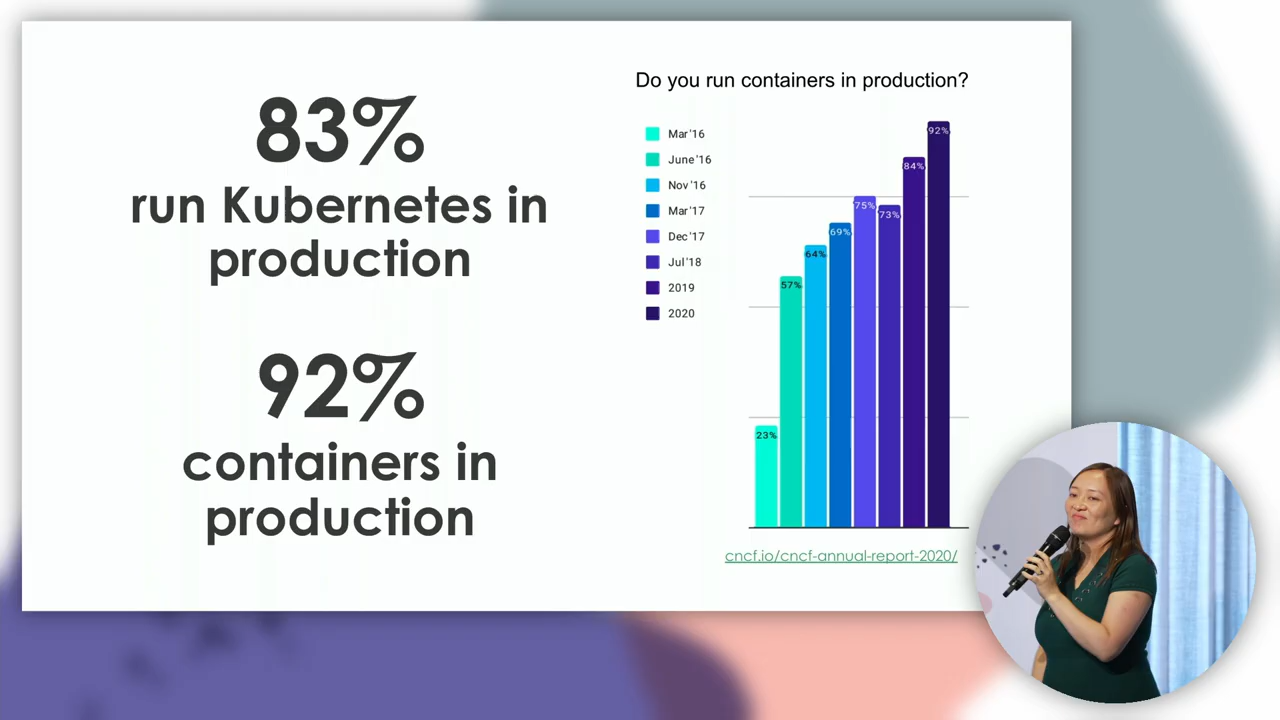 83%
run Kubernetes in
production
92%
containers in
production
Do you run containers in production?
Mar'16
June'16
Nov'16
Mar'17
Dec'17
Jul'18
2019
2020
23%
57%
64%
69%
75%
73%
84%
92%
cncf.io/cncf-annual-report-2020/